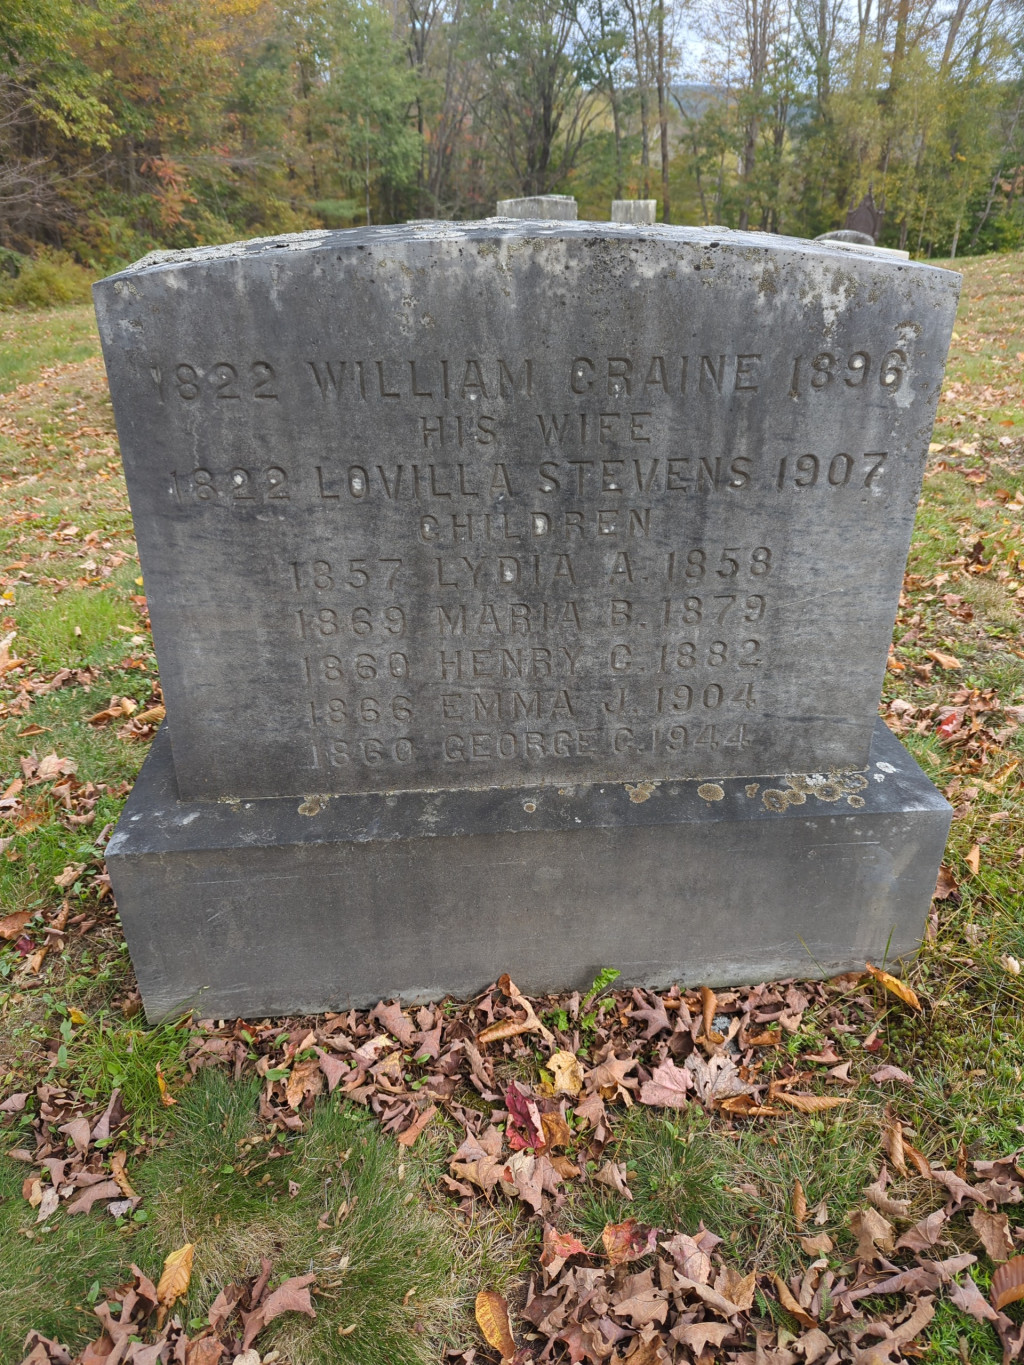 1822 WILLIAM CRAINE 1896
HIS WIFE
1822 LOVILLA STEVENS 1907
CHILDREN
1857 LYDIA A. 1858
1869 MARIA B. 1879
1860 HENRY C. 1882
1866 EMMA J. 1904
1860 GEORGE C. 1944